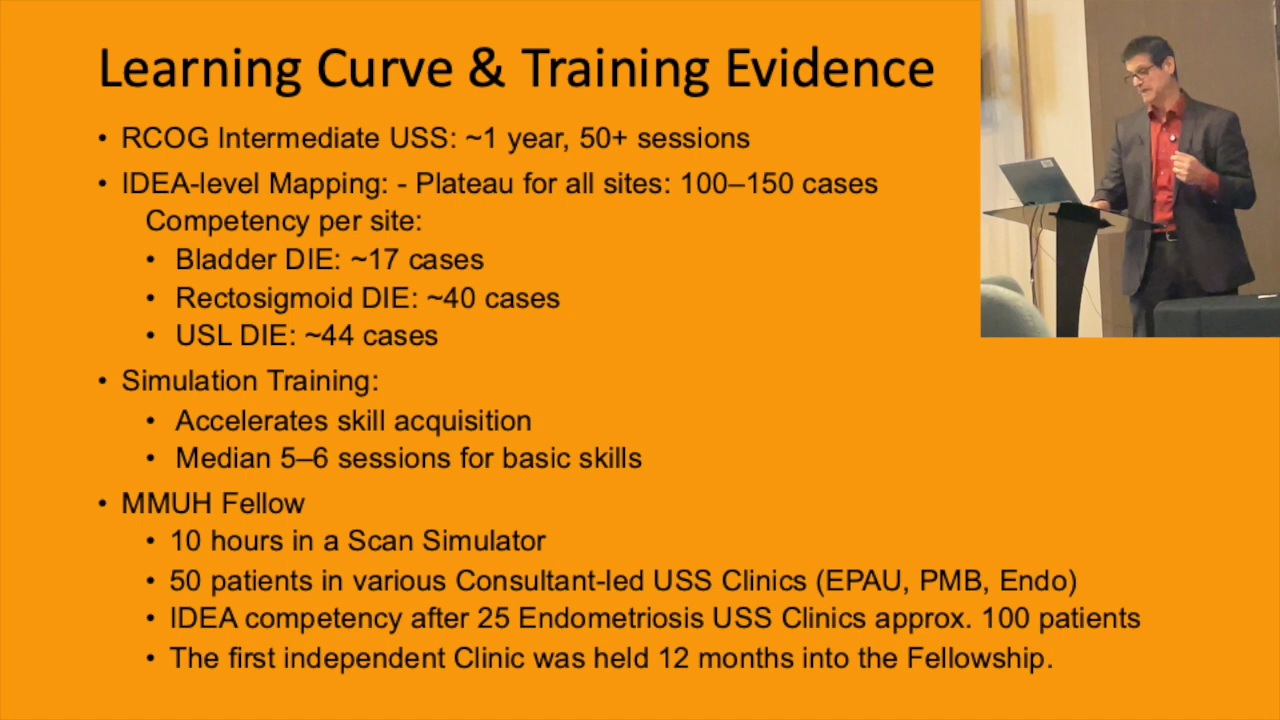 Learning Curve & Training Evidence
• RCOG Intermediate USS: ~1 year, 50+ sessions
• IDEA-level Mapping: - Plateau for all sites: 100–150 cases
Competency per site:
• Bladder DIE: ~17 cases
• Rectosigmoid DIE: ~40 cases
• USL DIE: ~44 cases
• Simulation Training:
• Accelerates skill acquisition
• Median 5–6 sessions for basic skills
• MMUH Fellow
• 10 hours in a Scan Simulator
• 50 patients in various Consultant-led USS Clinics (EPAU, PMB, Endo)
• IDEA competency after 25 Endometriosis USS Clinics approx. 100 patients
• The first independent Clinic was held 12 months into the Fellowship.